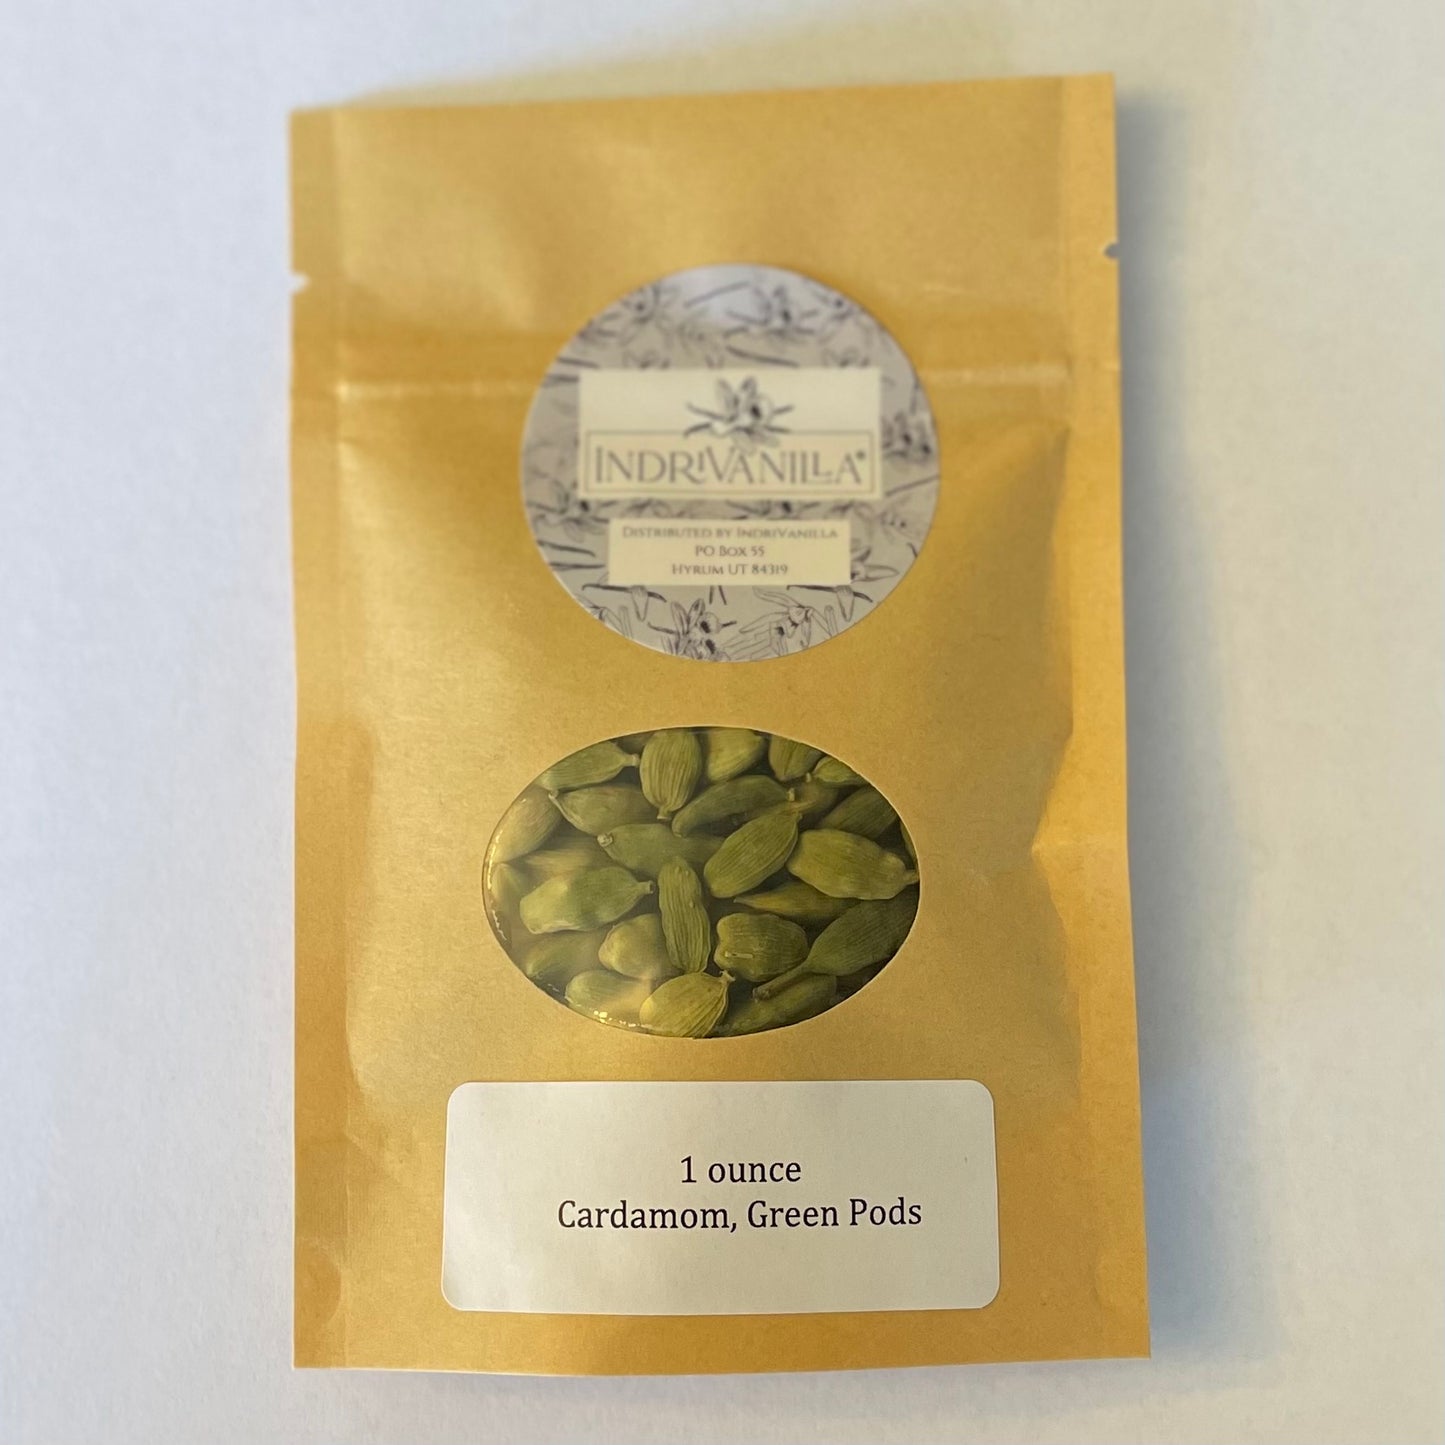 INDRIVANILLA®
DISTRIBUTED BY INDRIVANILLA
PO BOX 55
HYRUM UT 84319
1 ounce
Cardamom, Green Pods